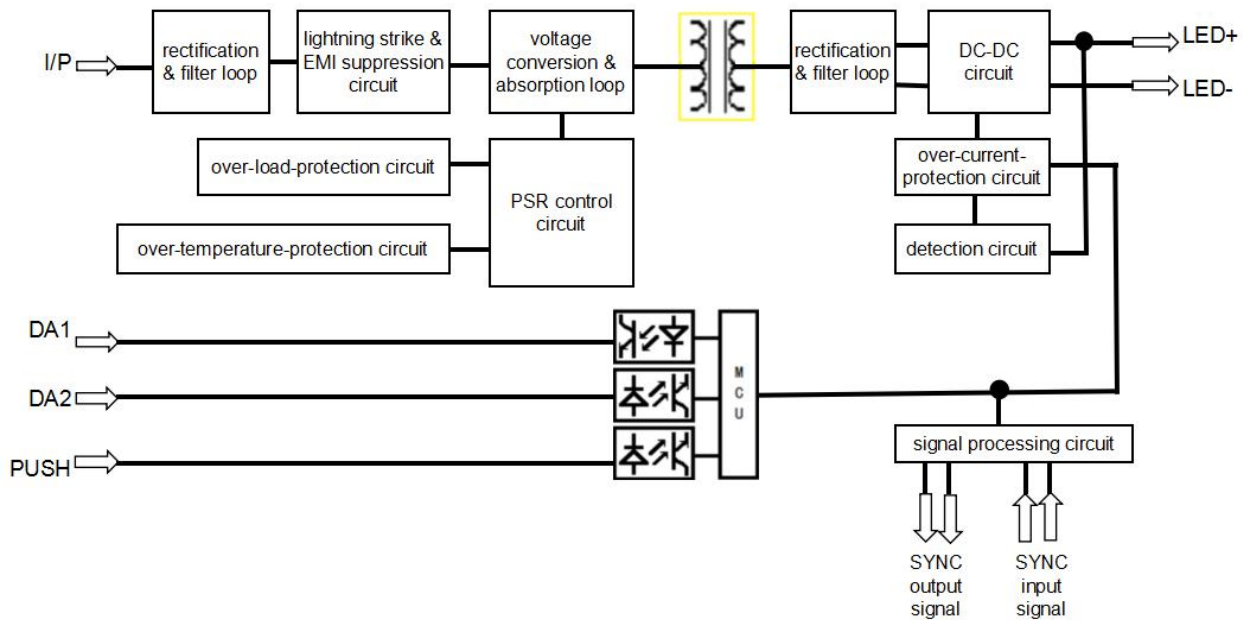 I/P
rectification
& filter loop
lightning strike &
EMI suppression
circuit
voltage
conversion &
absorption loop
rectification
& filter loop
DC-DC
circuit
LED+
LED-
over-load-protection circuit
PSR control
circuit
over-current-
protection circuit
over-temperature-protection circuit
detection circuit
DA1
DA2
PUSH
M
C
U
signal processing circuit
SYNC
output
signal
SYNC
input
signal